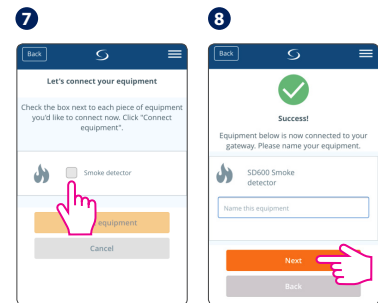 7
8
Back
Let's connect your equipment
Check the box next to each piece of equipment
you'd like to connect now. Click "Connect
equipment".
Smoke detector
equipment
Cancel
Back
Success!
Equipment below is now connected to your
gateway. Please name your equipment.
SD600 Smoke
detector
Name this equipment
Next
Back